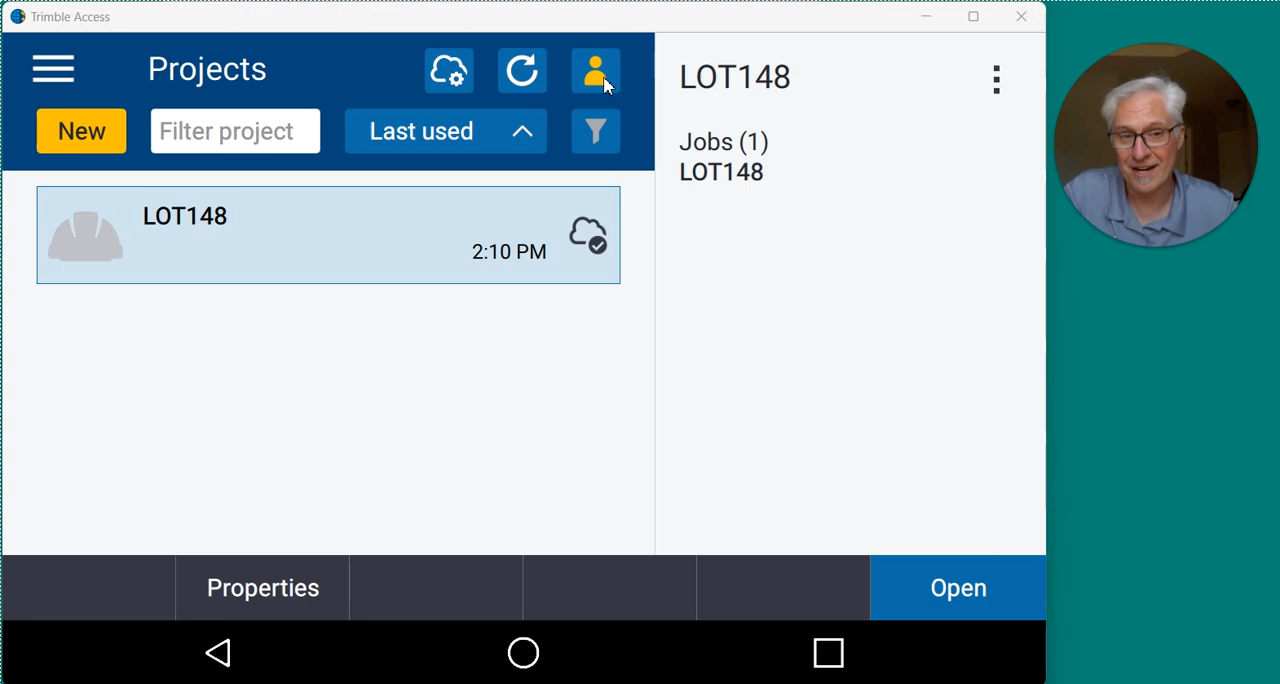 Trimble Access
Projects
New
Filter project
Last used
LOT148
2:10 PM
LOT148
Jobs (1)
LOT148
Properties
Open